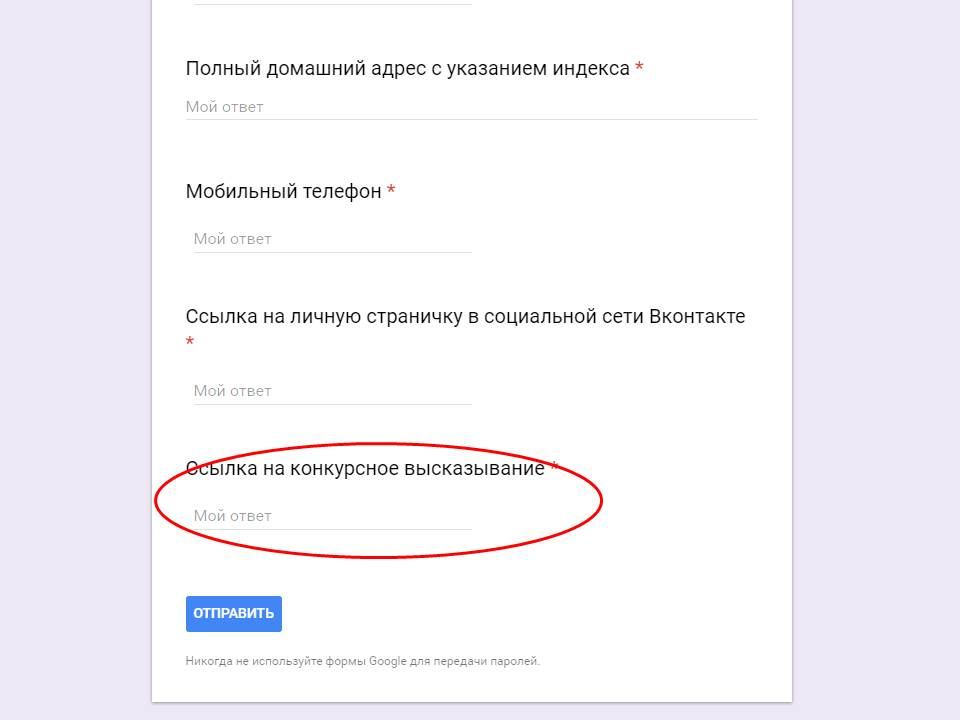 Полный домашний адрес с указанием индекса *
Мой ответ
Мобильный телефон *
Мой ответ
Ссылка на личную страничку в социальной сети Вконтакте
*
Мой ответ
Ссылка на конкурсное высказывание *
Мой ответ
ОТПРАВИТЬ
Никогда не используйте формы Google для передачи паролей.